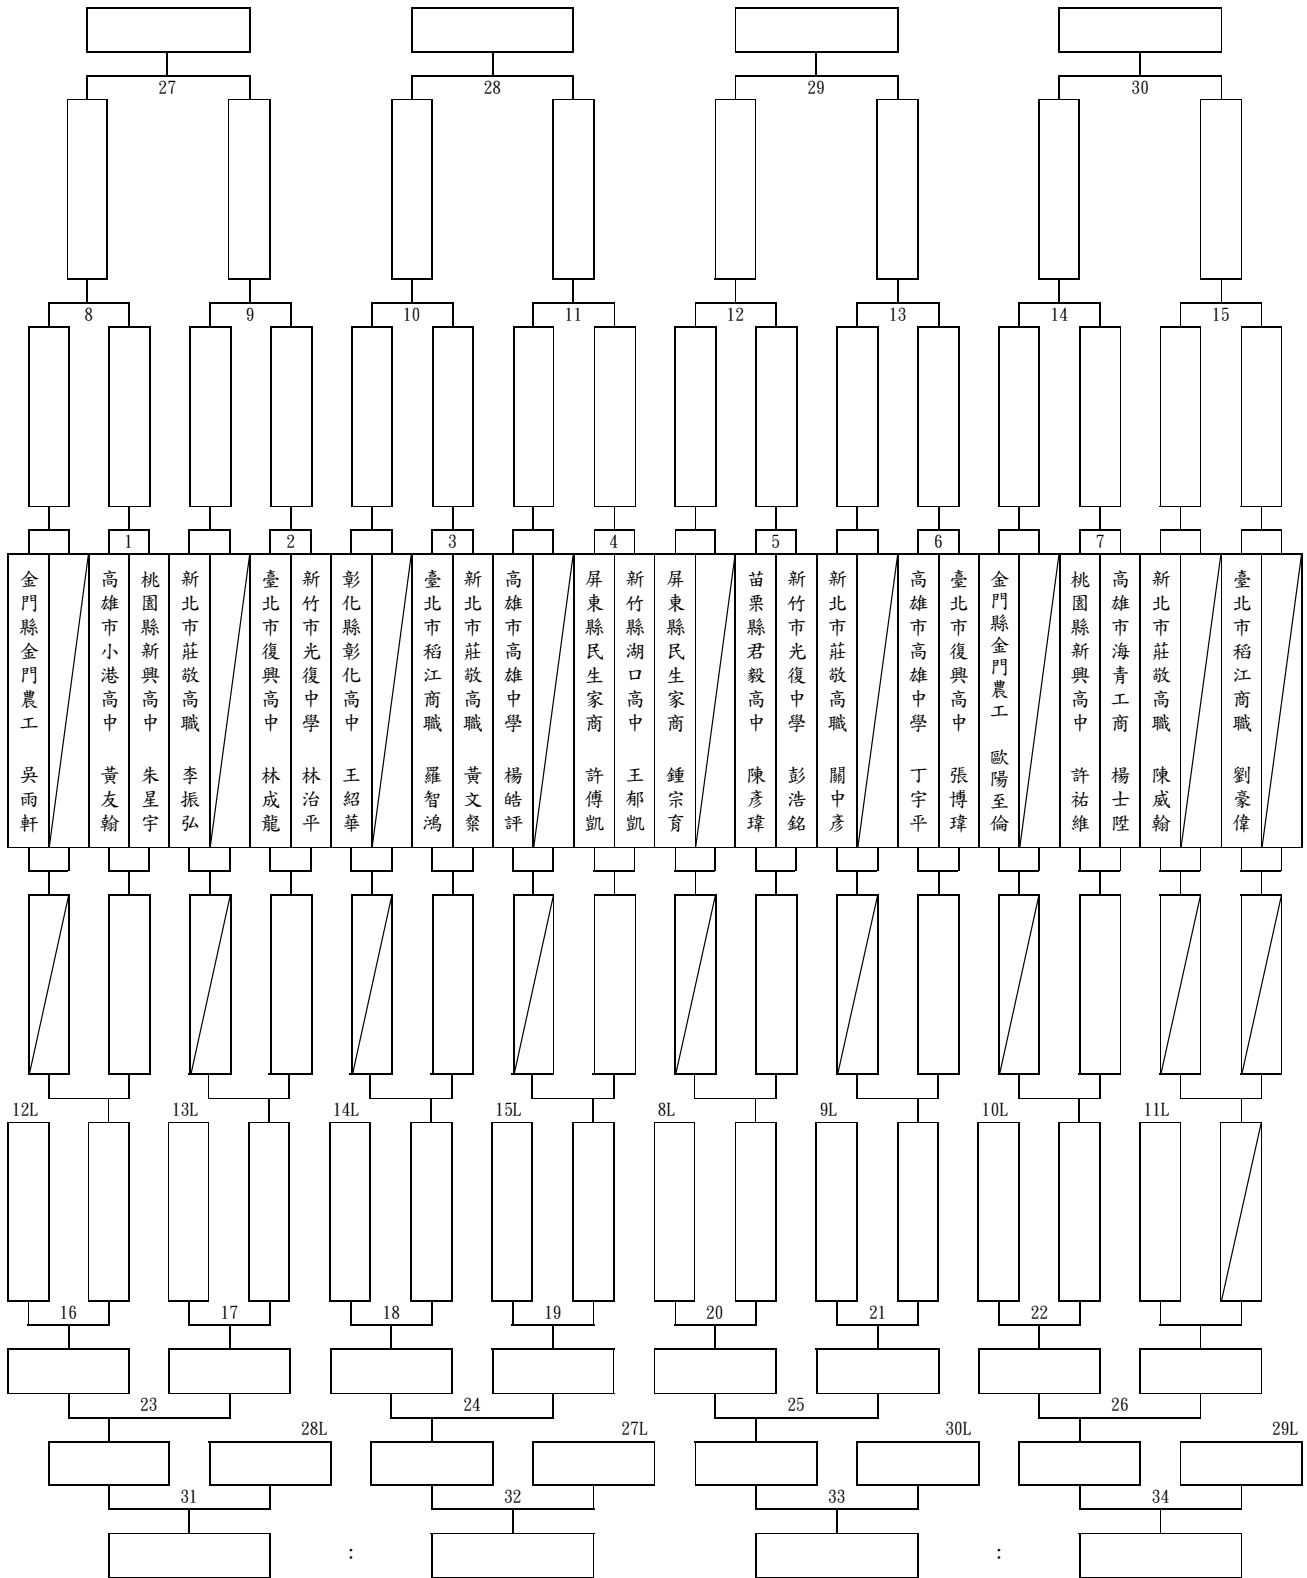 27 28 29 30
8 9 10 11 12 13 14 15
1 2 3 4 5 6 7
金門縣金門農工 吳雨軒
高雄市小港高中 黃友翰
桃園縣新興高中 朱星宇
新北市莊敬高職 李振弘
臺北市復興高中 林成龍
新竹市光復中學 林治平
彰化縣彰化高中 王紹華
臺北市稻江商職 羅智鴻
新北市莊敬高職 黃文粲
高雄市高雄中學 楊皓評
屏東縣民生家商 許傅凱
新竹縣湖口高中 王郁凱
屏東縣民生家商 鍾宗育
苗栗縣君毅高中 陳彥瑋
新竹市光復中學 彭浩銘
新北市莊敬高職 關中彥
高雄市高雄中學 丁宇平
臺北市復興高中 張博瑋
金門縣金門農工 歐陽至倫
桃園縣新興高中 許祐維
高雄市海青工商 楊士陞
新北市莊敬高職 陳威翰
臺北市稻江商職 劉豪偉
12L 13L 14L 15L 8L 9L 10L 11L
16 17 18 19 20 21 22
23 24 25 26
28L 27L 30L 29L
31 32 33 34
: :